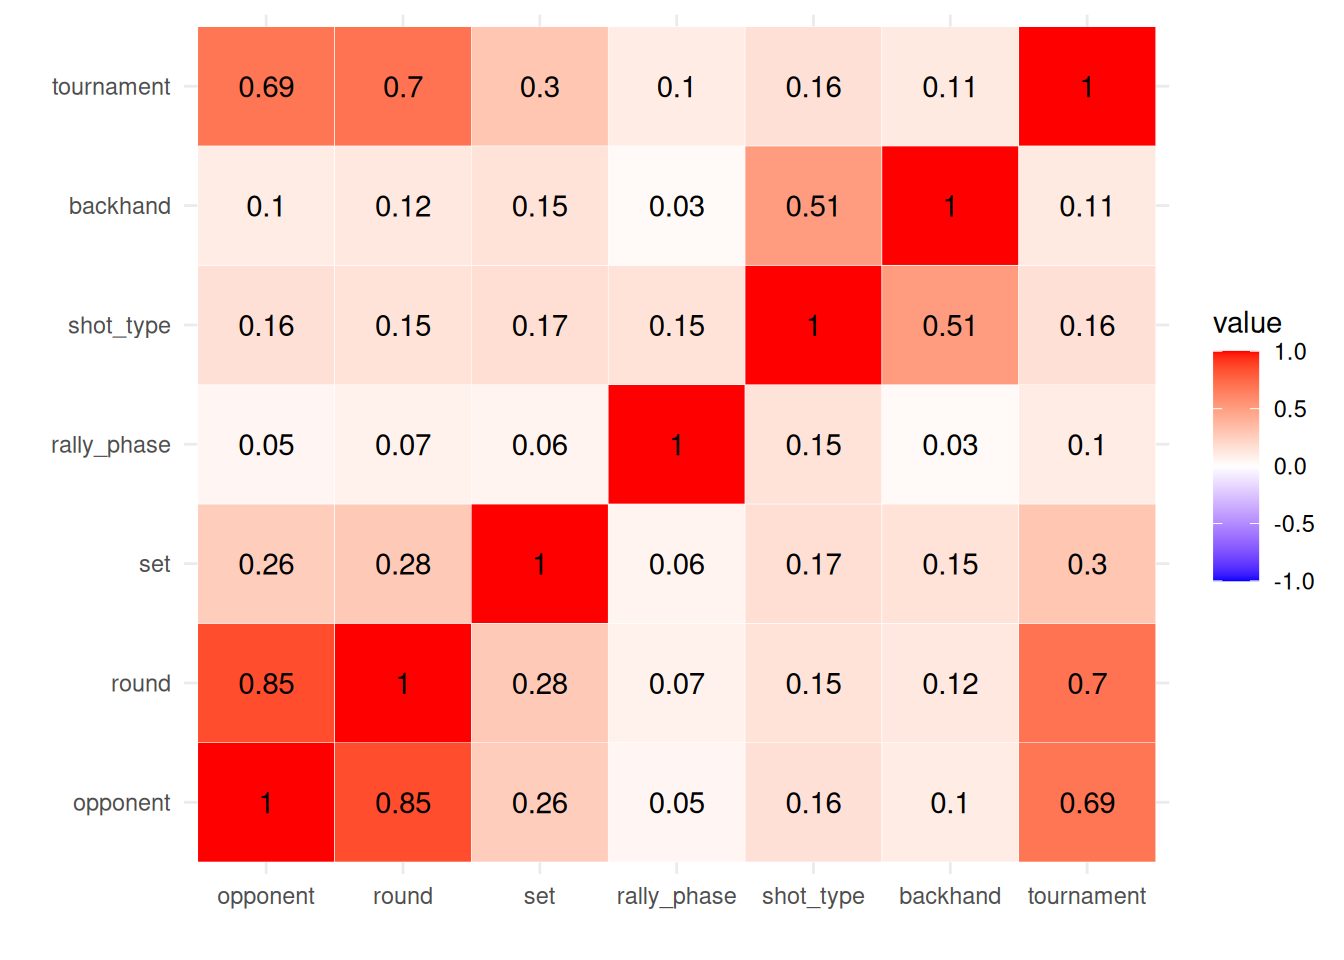 tournament 0.69 0.7 0.3 0.1 0.16 0.11 1
backhand 0.1 0.12 0.15 0.03 0.51 1 0.11
shot_type 0.16 0.15 0.17 0.15 1 0.51 0.16
rally_phase 0.05 0.07 0.06 1 0.15 0.03 0.1
set 0.26 0.28 1 0.06 0.17 0.15 0.3
round 0.85 1 0.28 0.07 0.15 0.12 0.7
opponent 1 0.85 0.26 0.05 0.16 0.1 0.69
opponent round set rally_phase shot_type backhand tournament
value
1.0
0.5
0.0
-0.5
-1.0